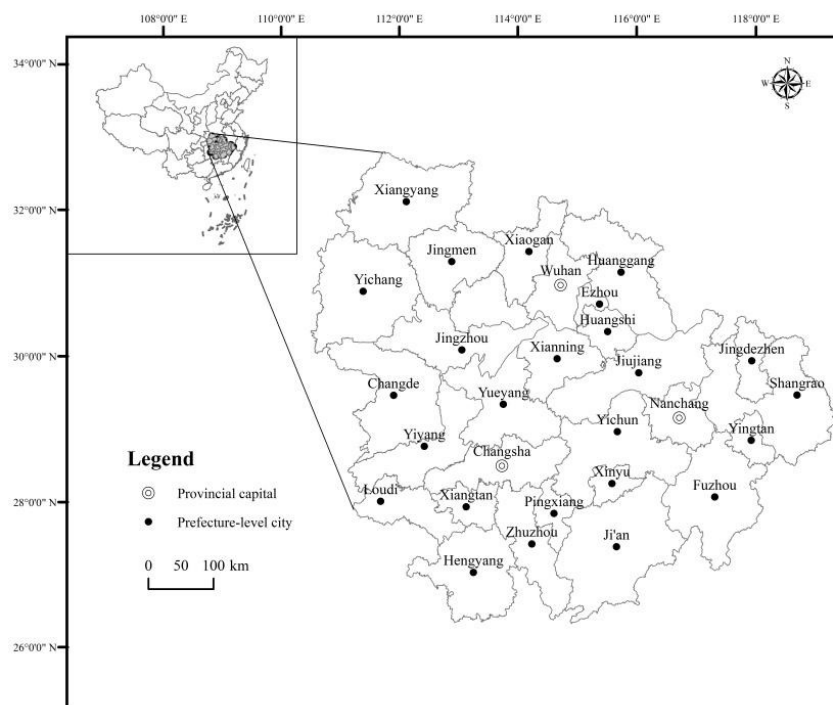 108°0'0" E 110°0'0" E 112°0'0" E 114°0'0" E 116°0'0" E 118°0'0" E
34°0'0" N
N
W E
S
Xiangyang
32°0'0" N
Xiaogan
Jingmen
Huanggang
Wuhan
Yichang
Ezhou
Huangshi
Jingzhou
Xianning
30°0'0" N
Jiujiang
Jingdezhen
Changde
Shangrao
Yueyang
Nanchang
Yichun
Yiyang
Yingtan
Changsha
Legend
Xinyu
Provincial capital
Loudi
Xiangtan
Fuzhou
28°0'0" N
Pingxiang
Prefecture-level city
Zhuzhou
Ji'an
Hengyang
0 50 100 km
26°0'0" N